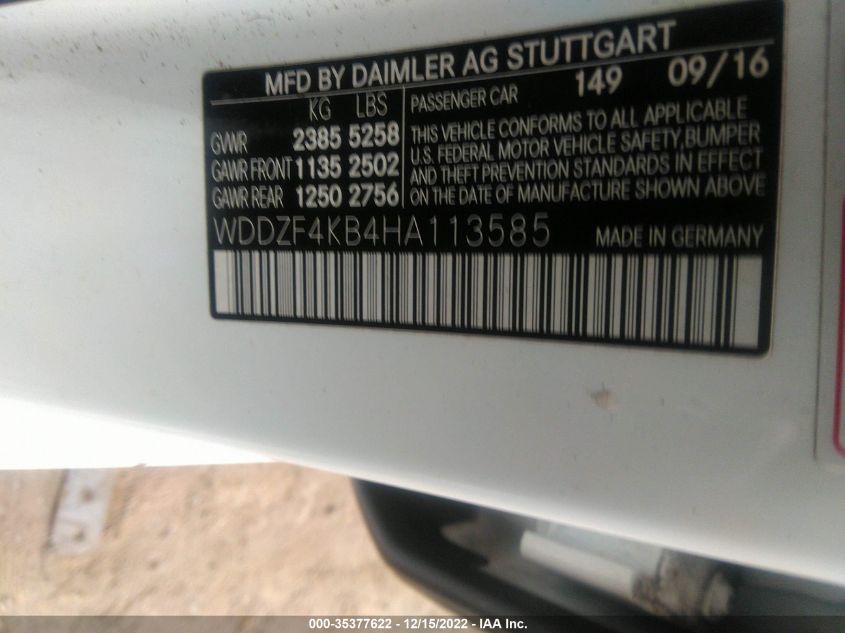 MFD BY DAIMLER AG STUTTGART
KG LBS
GVWR 2385 5258
GAWR FRONT 1135 2502
GAWR REAR 1250 2756
PASSENGER CAR 149 09/16
THIS VEHICLE CONFORMS TO ALL APPLICABLE
U.S. FEDERAL MOTOR VEHICLE SAFETY, BUMPER
AND THEFT PREVENTION STANDARDS IN EFFECT
ON THE DATE OF MANUFACTURE SHOWN ABOVE
WDDZF4KB4HA113585 MADE IN GERMANY
000-35377622 - 12/15/2022 - IAA Inc.